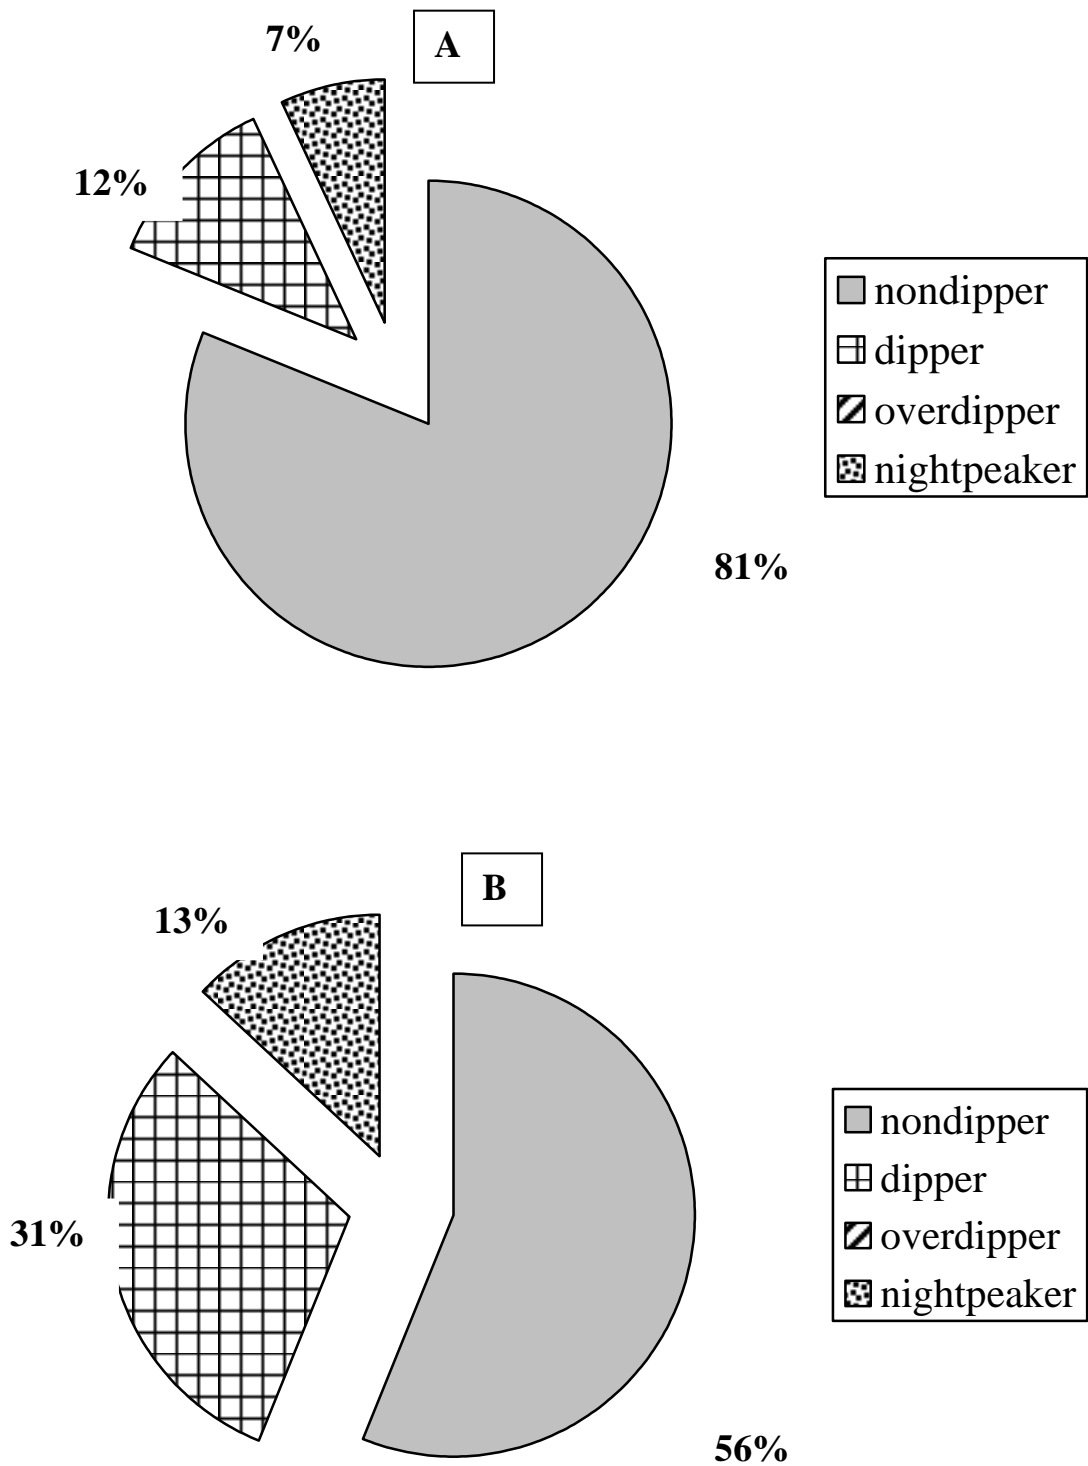 7%
A
12%
nondipper
dipper
overdipper
nightpeaker
81%
B
13%
nondipper
dipper
overdipper
nightpeaker
31%
56%